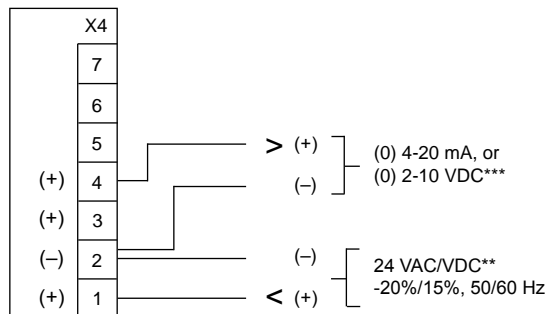 X4
7
6
5
(+) 4 > (+)
(0) 4-20 mA, or
(–) (0) 2-10 VDC***
(+) 3
(–) 2 (–)
24 VAC/VDC**
(+) 1 < (+) -20%/15%, 50/60 Hz